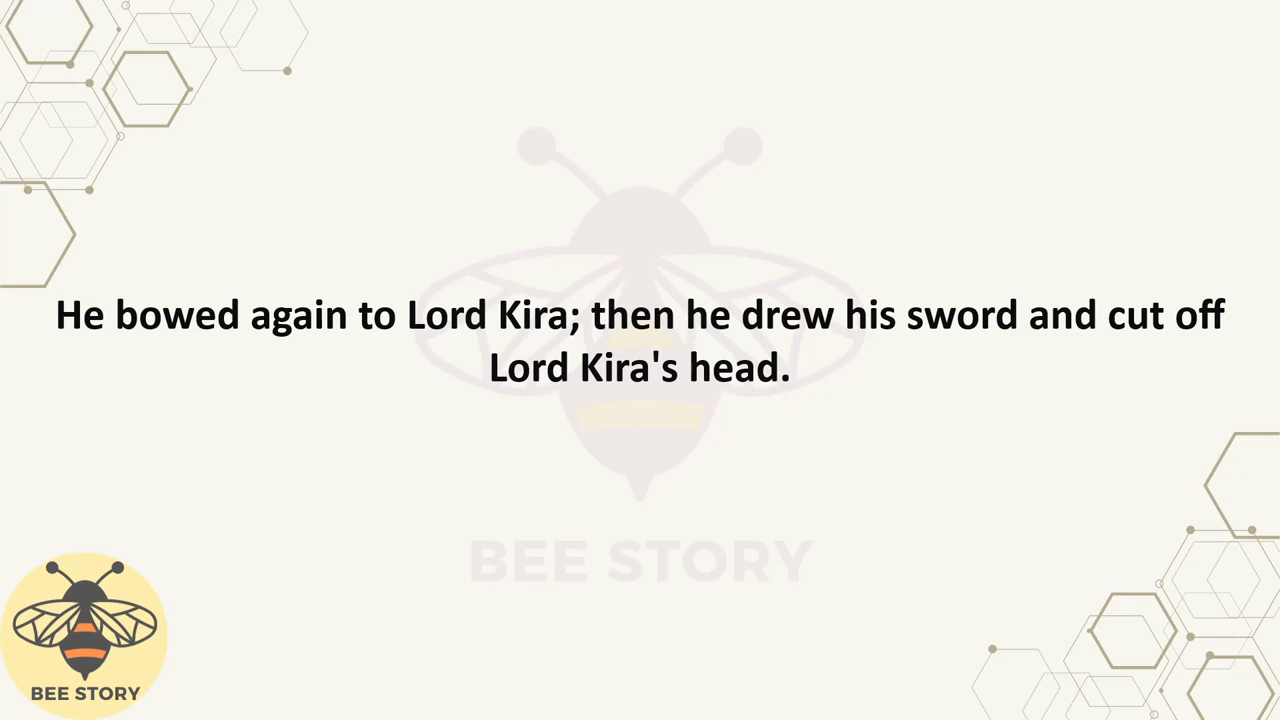 He bowed again to Lord Kira; then he drew his sword and cut off
Lord Kira's head.
BEE STORY
BEE STORY